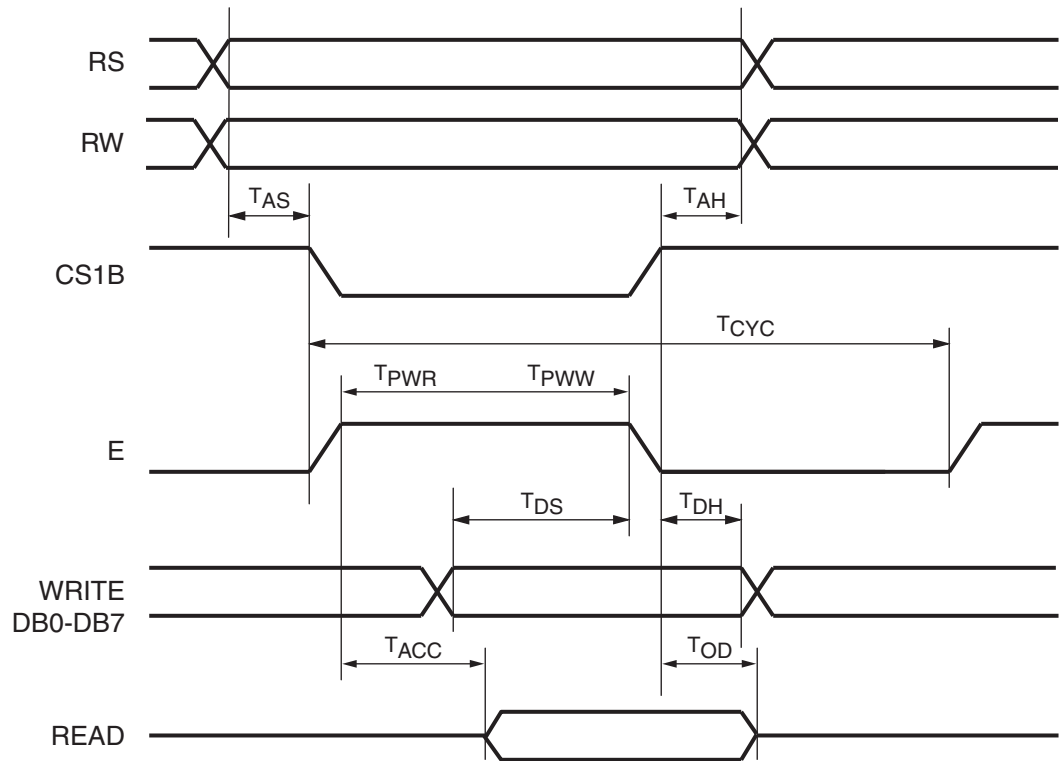 RS
RW
TAS
TAH
CS1B
TCYC
TPWR TPWW
E
TDS
TDH
WRITE
DB0-DB7
TACC
TOD
READ